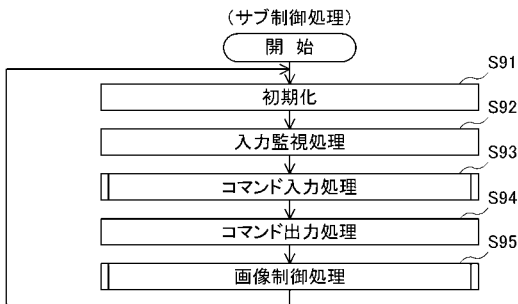 (サブ制御処理)
開 始
S91
初期化
S92
入力監視処理
S93
コマンド入力処理
S94
コマンド出力処理
S95
画像制御処理